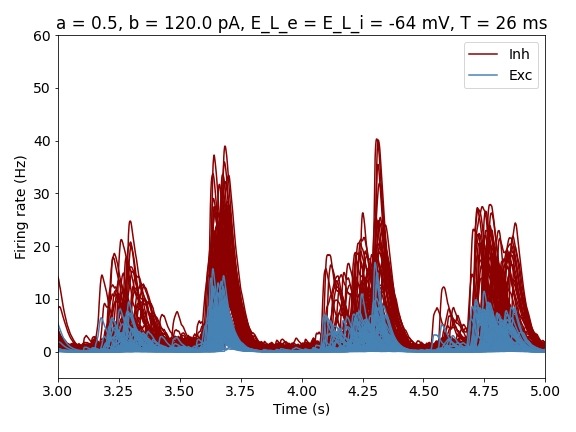 a = 0.5, b = 120.0 pA, E_L_e = E_L_i = -64 mV, T = 26 ms
60
50
40
30
20
10
0
Firing rate (Hz)
Inh
Exc
3.00 3.25 3.50 3.75 4.00 4.25 4.50 4.75 5.00
Time (s)